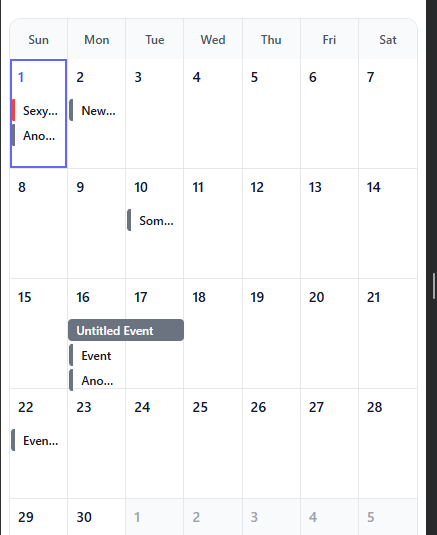 Sun Mon Tue Wed Thu Fri Sat
1 2 3 4 5 6 7
Sexy... New...
Ano...
8 9 10 11 12 13 14
Som...
15 16 17 18 19 20 21
Untitled Event
Event
Ano...
22 23 24 25 26 27 28
Even...
29 30 1 2 3 4 5